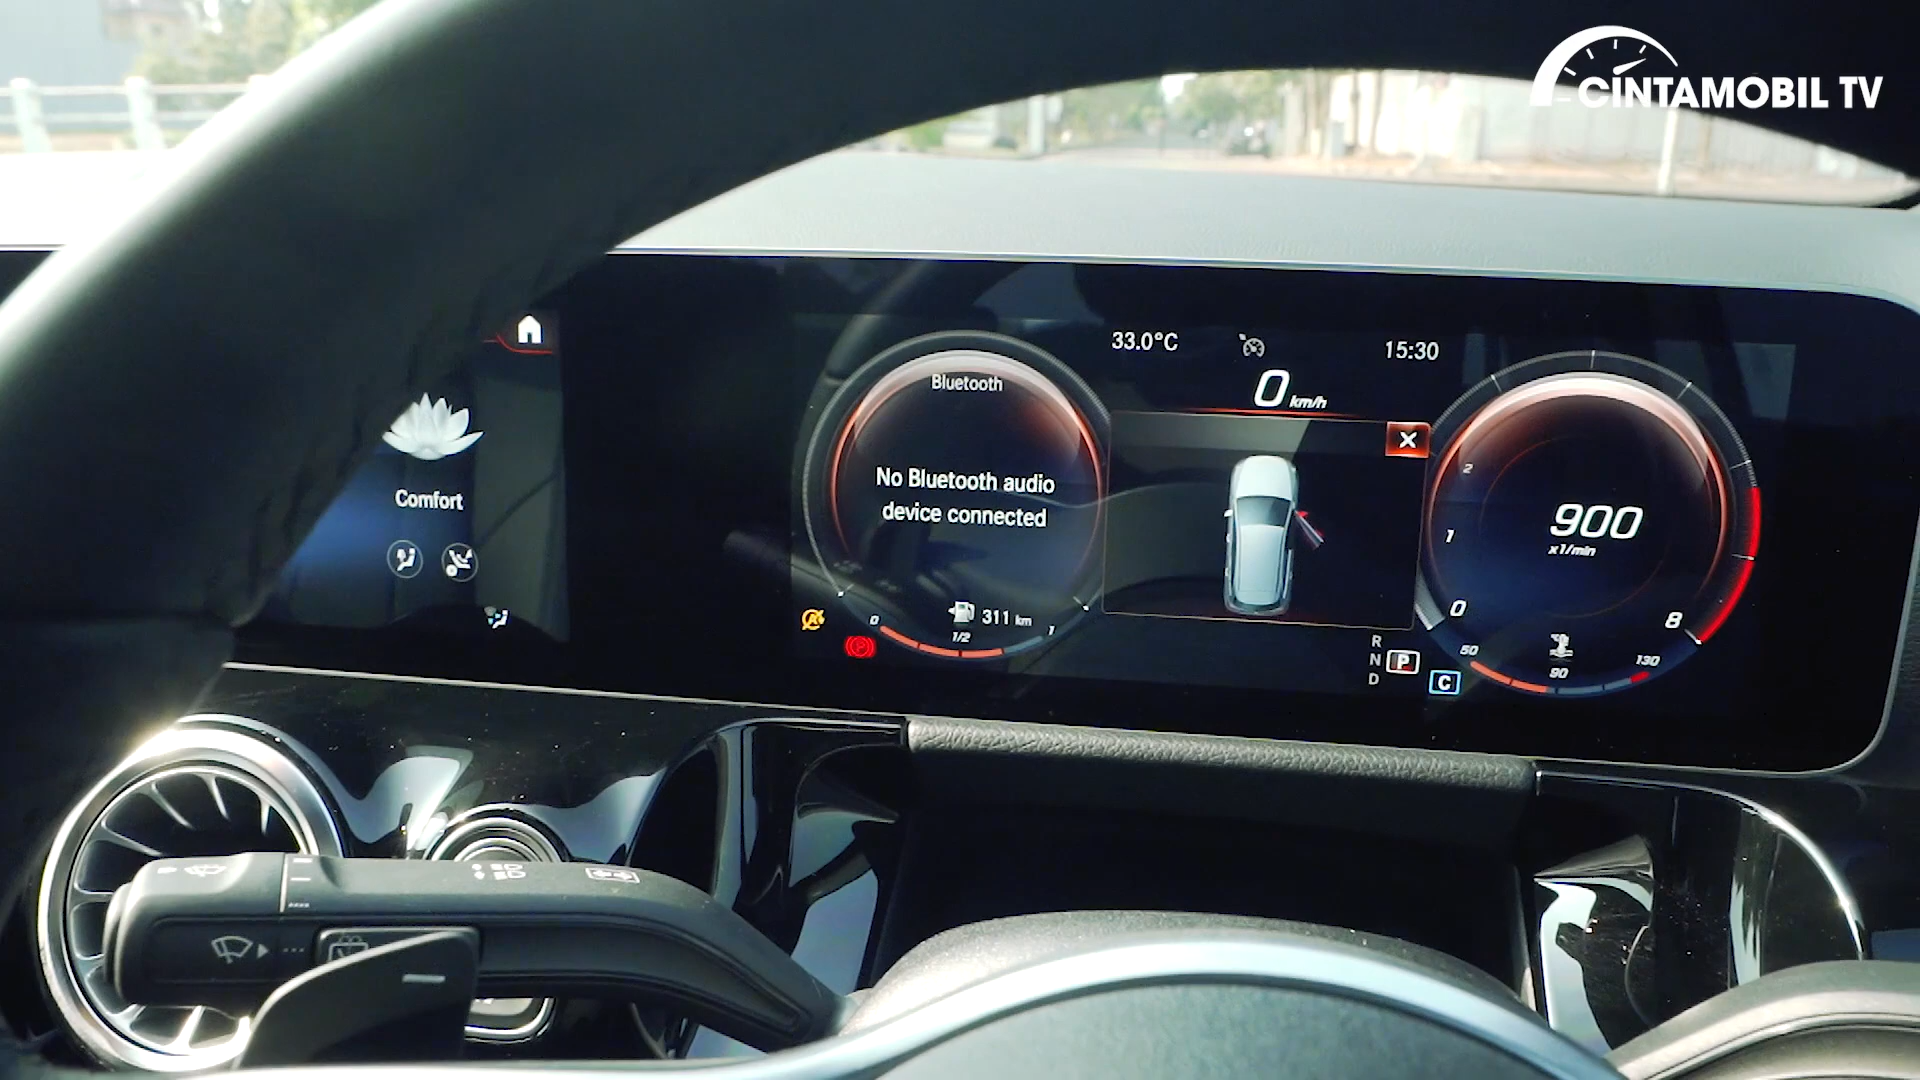 CINTAMOBIL TV
33.0°C
15:30
0 km/h
Bluetooth
No Bluetooth audio
device connected
Comfort
2
1
0
900
x1/min
8
0
1/2
1
311 km
R
N
D
P
C
50
90
130